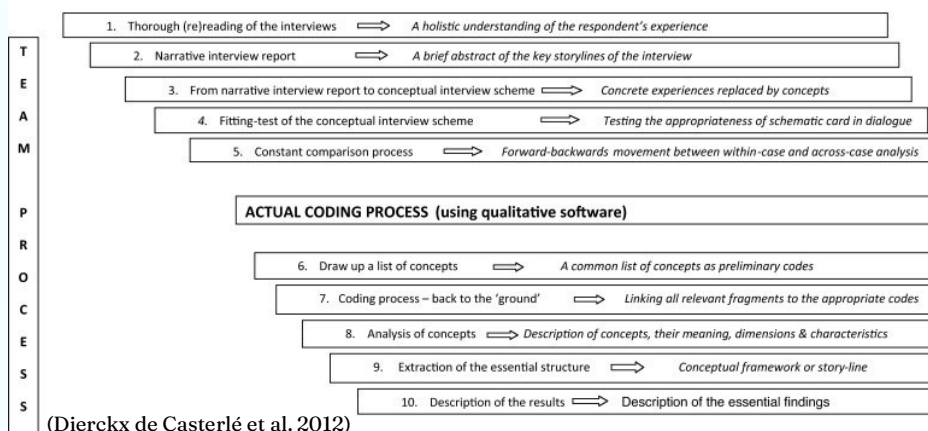 1. Thorough (re)reading of the interviews ⇒ A holistic understanding of the respondent's experience
2. Narrative interview report ⇒ A brief abstract of the key storylines of the interview
3. From narrative interview report to conceptual interview scheme ⇒ Concrete experiences replaced by concepts
4. Fitting-test of the conceptual interview scheme ⇒ Testing the appropriateness of schematic card in dialogue
5. Constant comparison process ⇒ Forward-backwards movement between within-case and across-case analysis
ACTUAL CODING PROCESS (using qualitative software)
6. Draw up a list of concepts ⇒ A common list of concepts as preliminary codes
7. Coding process – back to the 'ground' ⇒ Linking all relevant fragments to the appropriate codes
8. Analysis of concepts ⇒ Description of concepts, their meaning, dimensions & characteristics
9. Extraction of the essential structure ⇒ Conceptual framework or story-line
10. Description of the results ⇒ Description of the essential findings
TEAM PROCESS
(Dierckx de Casterlé et al. 2012)